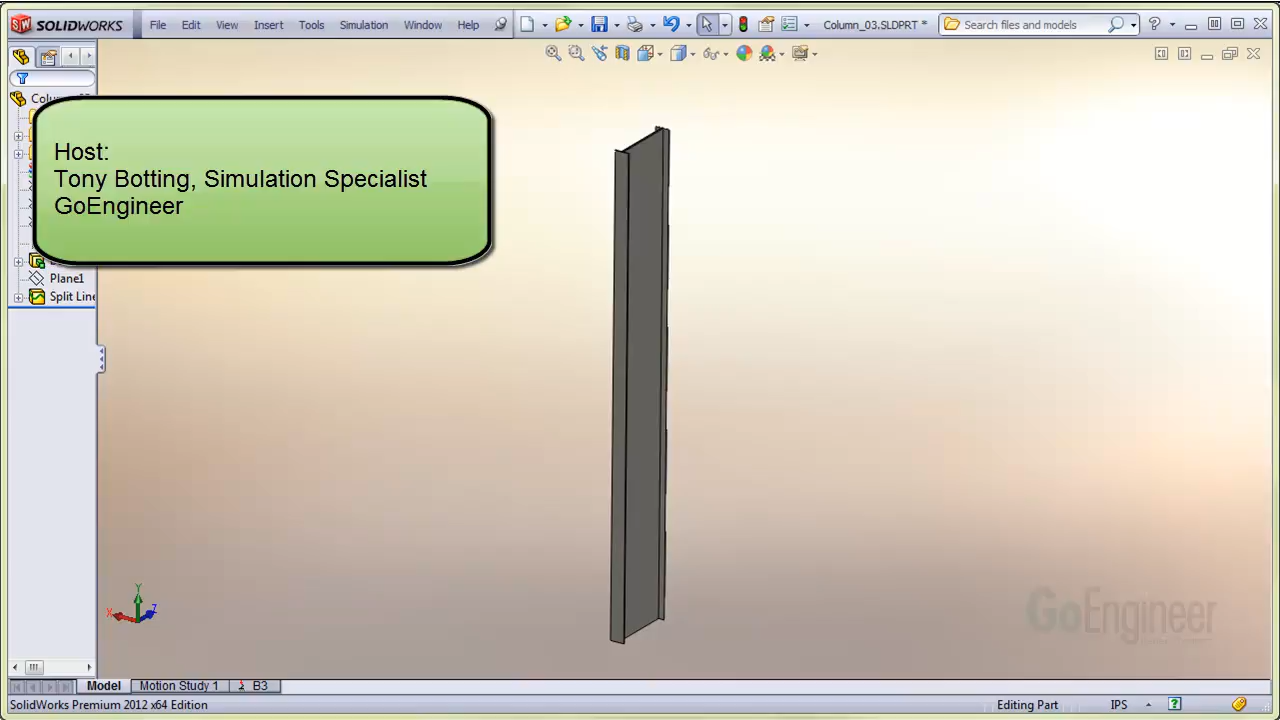 SOLIDWORKS
File Edit View Insert Tools Simulation Window Help
Column_03.SLDPRT *
Search files and models
Host:
Tony Botting, Simulation Specialist
GoEngineer
Plane1
Split Line
X
Y
Z
GoEngineer
Model Motion Study 1 B3
SolidWorks Premium 2012 x64 Edition
Editing Part
IPS